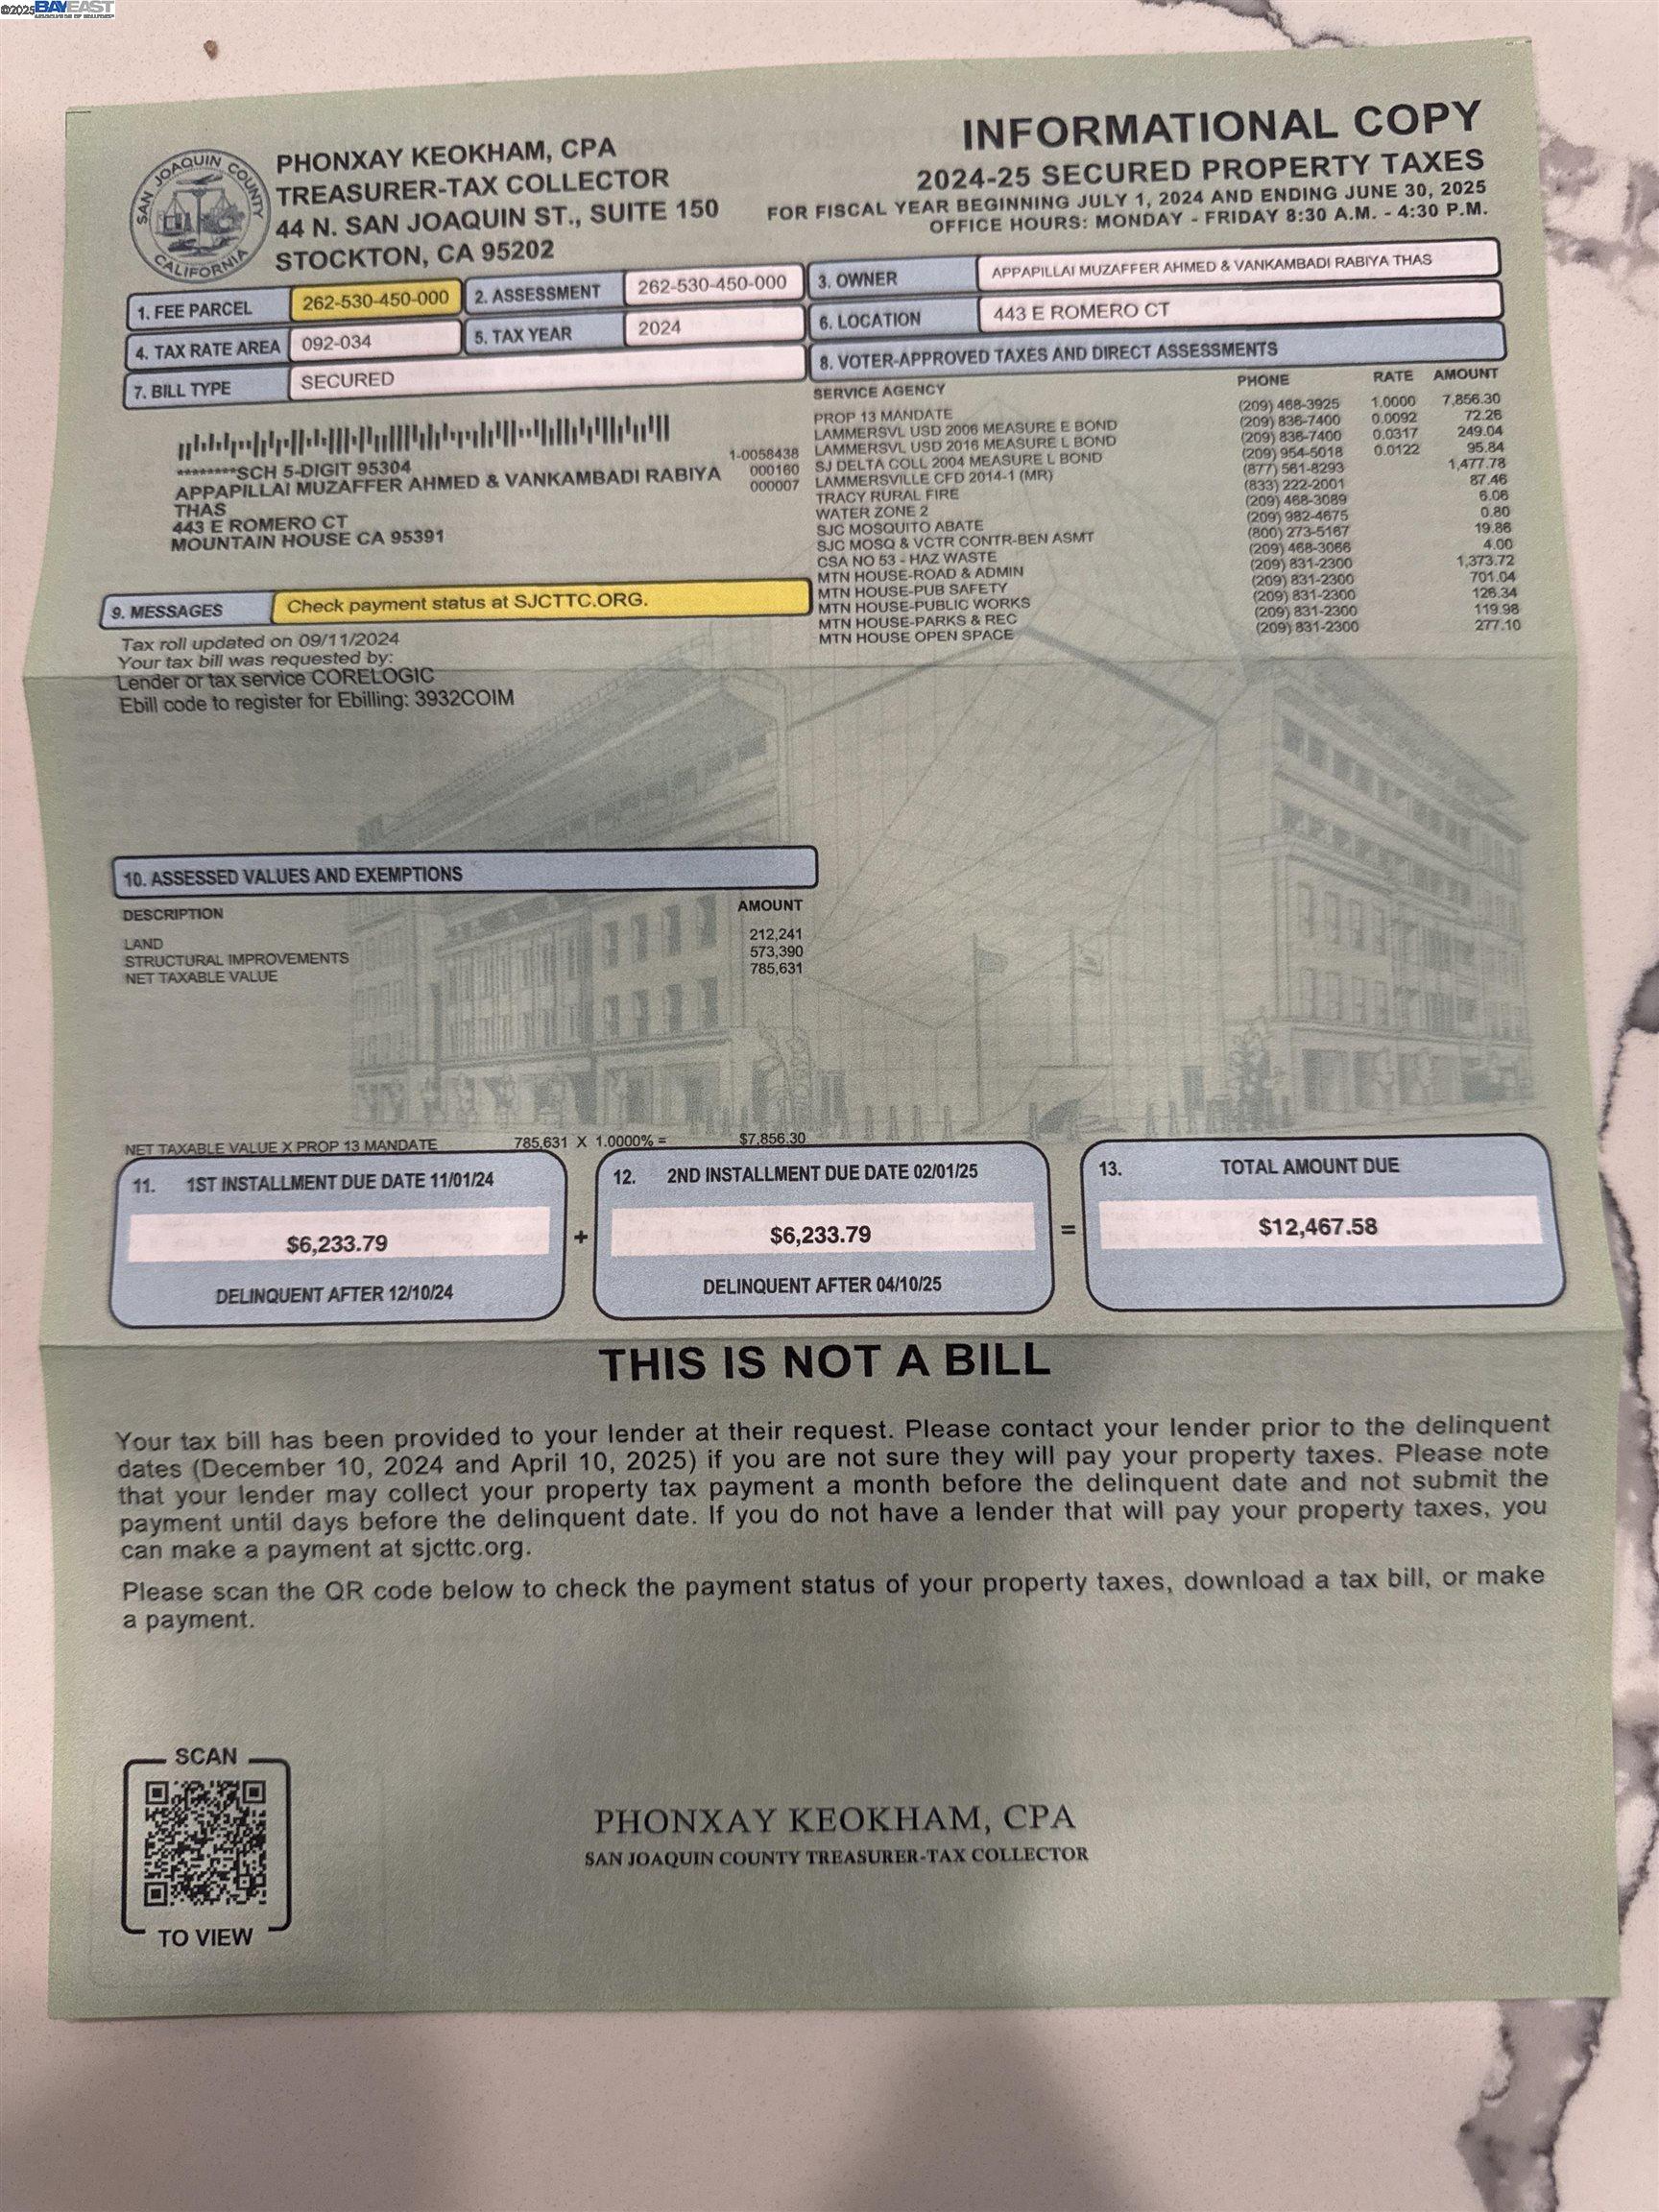 ©2025 BAYEAST
ASSOCIATION OF REALTORS®
SAN JOAQUIN COUNTY
CALIFORNIA
PHONXAY KEOKHAM, CPA
TREASURER-TAX COLLECTOR
44 N. SAN JOAQUIN ST., SUITE 150
STOCKTON, CA 95202
INFORMATIONAL COPY
2024-25 SECURED PROPERTY TAXES
FOR FISCAL YEAR BEGINNING JULY 1, 2024 AND ENDING JUNE 30, 2025
OFFICE HOURS: MONDAY - FRIDAY 8:30 A.M. - 4:30 P.M.
1. FEE PARCEL 262-530-450-000 2. ASSESSMENT 262-530-450-000 3. OWNER APPAPILLAI MUZAFFER AHMED & VANKAMBADI RABIYA THAS
4. TAX RATE AREA 092-034 5. TAX YEAR 2024 6. LOCATION 443 E ROMERO CT
7. BILL TYPE SECURED
8. VOTER-APPROVED TAXES AND DIRECT ASSESSMENTS
SERVICE AGENCY PHONE RATE AMOUNT
PROP 13 MANDATE (209) 468-3925 1.0000 7,856.30
LAMMERSVL USD 2006 MEASURE E BOND (209) 836-7400 0.0092 72.26
LAMMERSVL USD 2016 MEASURE L BOND (209) 836-7400 0.0317 249.04
SJ DELTA COLL 2004 MEASURE L BOND (209) 954-5018 0.0122 95.84
LAMMERSVILLE CFD 2014-1 (MR) (877) 561-8293 1,477.78
TRACY RURAL FIRE (833) 222-2001 87.46
WATER ZONE 2 (209) 468-3089 6.06
SJC MOSQUITO ABATE (209) 982-4675 0.80
SJC MOSQ & VCTR CONTR-BEN ASMT (800) 273-5167 19.86
CSA NO 53 - HAZ WASTE (209) 468-3066 4.00
MTN HOUSE-ROAD & ADMIN (209) 831-2300 1,373.72
MTN HOUSE-PUB SAFETY (209) 831-2300 701.04
MTN HOUSE-PUBLIC WORKS (209) 831-2300 126.34
MTN HOUSE-PARKS & REC (209) 831-2300 119.98
MTN HOUSE OPEN SPACE (209) 831-2300 277.10
********SCH 5-DIGIT 95304
APPAPILLAI MUZAFFER AHMED & VANKAMBADI RABIYA
THAS
443 E ROMERO CT
MOUNTAIN HOUSE CA 95391
1-0058438
000160
000007
9. MESSAGES Check payment status at SJCTTC.ORG.
Tax roll updated on 09/11/2024
Your tax bill was requested by:
Lender or tax service CORELOGIC
Ebill code to register for Ebilling: 3932COIM
10. ASSESSED VALUES AND EXEMPTIONS
DESCRIPTION AMOUNT
LAND 212,241
STRUCTURAL IMPROVEMENTS 573,390
NET TAXABLE VALUE 785,631
NET TAXABLE VALUE X PROP 13 MANDATE 785,631 X 1.0000% = $7,856.30
11. 1ST INSTALLMENT DUE DATE 11/01/24
$6,233.79
DELINQUENT AFTER 12/10/24
+
12. 2ND INSTALLMENT DUE DATE 02/01/25
$6,233.79
DELINQUENT AFTER 04/10/25
=
13. TOTAL AMOUNT DUE
$12,467.58
THIS IS NOT A BILL
Your tax bill has been provided to your lender at their request. Please contact your lender prior to the delinquent
dates (December 10, 2024 and April 10, 2025) if you are not sure they will pay your property taxes. Please note
that your lender may collect your property tax payment a month before the delinquent date and not submit the
payment until days before the delinquent date. If you do not have a lender that will pay your property taxes, you
can make a payment at sjcttc.org.
Please scan the QR code below to check the payment status of your property taxes, download a tax bill, or make
a payment.
SCAN
TO VIEW
PHONXAY KEOKHAM, CPA
SAN JOAQUIN COUNTY TREASURER-TAX COLLECTOR